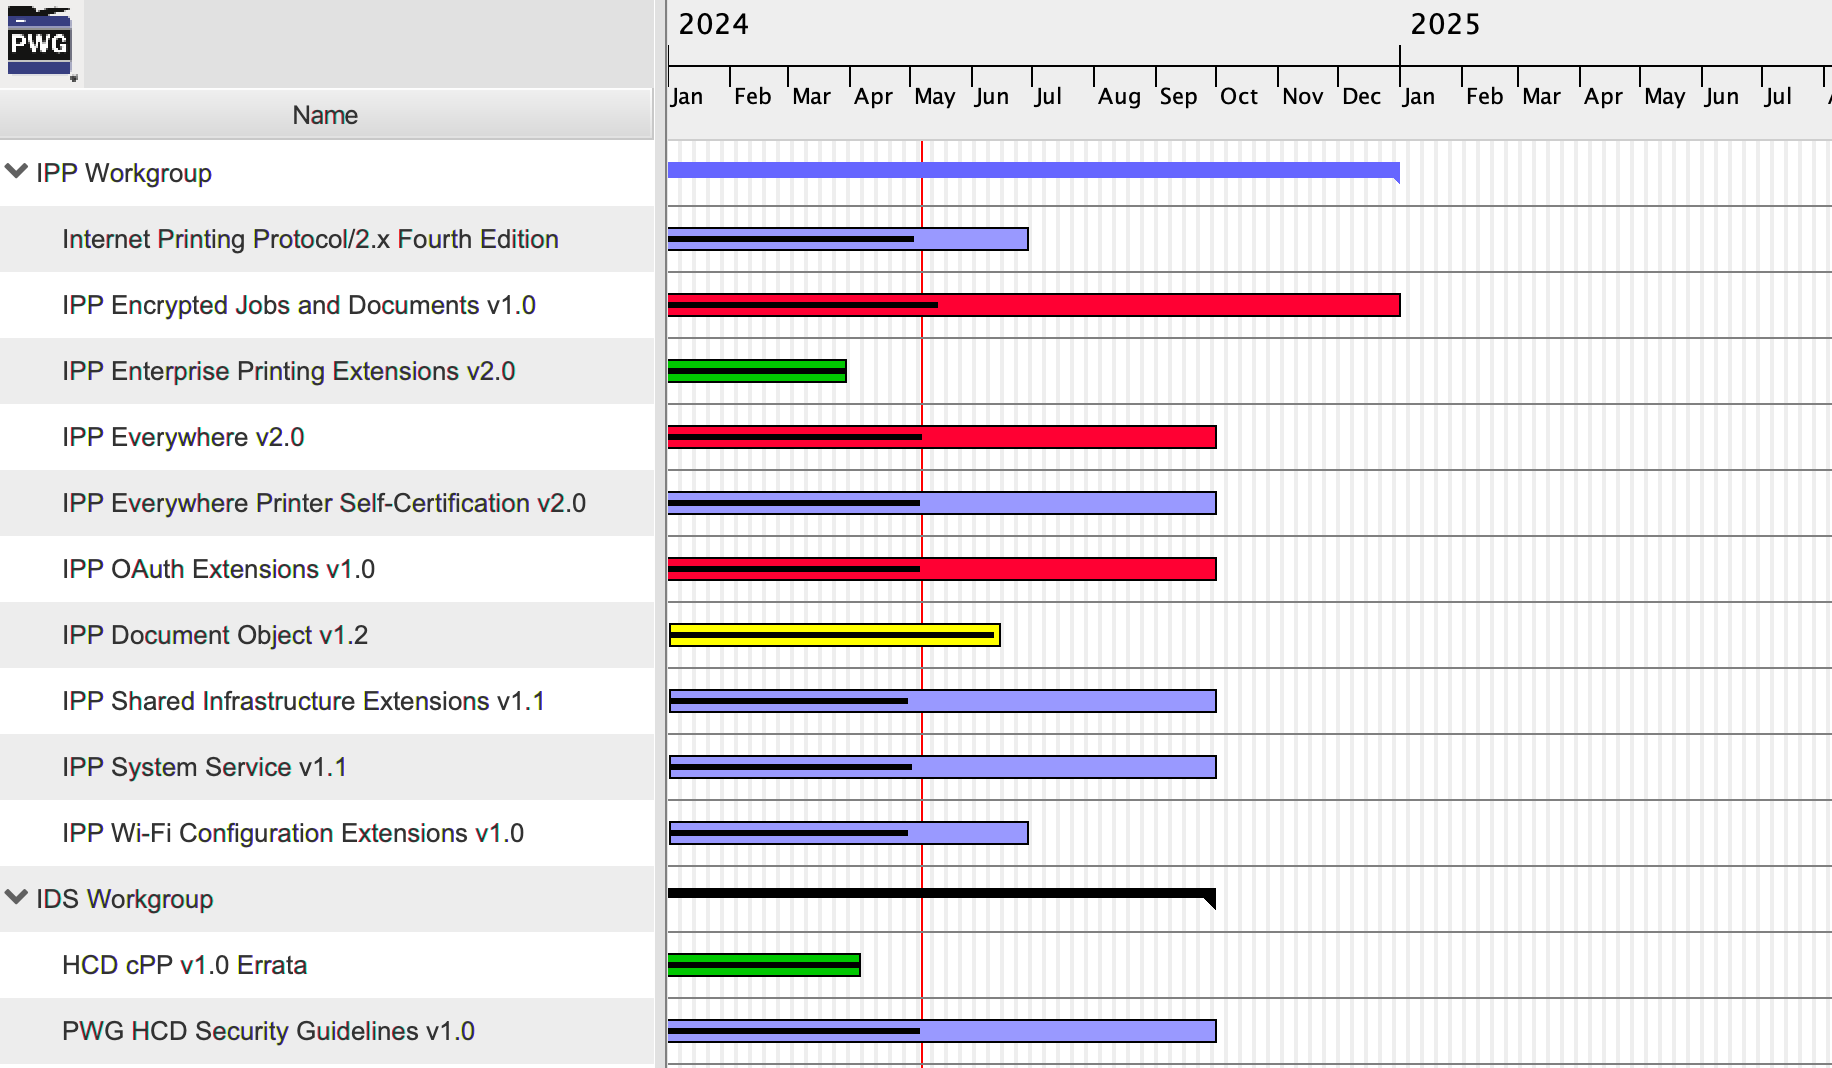 PWG
2024 2025
Jan Feb Mar Apr May Jun Jul Aug Sep Oct Nov Dec Jan Feb Mar Apr May Jun Jul
Name
IPP Workgroup
Internet Printing Protocol/2.x Fourth Edition
IPP Encrypted Jobs and Documents v1.0
IPP Enterprise Printing Extensions v2.0
IPP Everywhere v2.0
IPP Everywhere Printer Self-Certification v2.0
IPP OAuth Extensions v1.0
IPP Document Object v1.2
IPP Shared Infrastructure Extensions v1.1
IPP System Service v1.1
IPP Wi-Fi Configuration Extensions v1.0
IDS Workgroup
HCD cPP v1.0 Errata
PWG HCD Security Guidelines v1.0